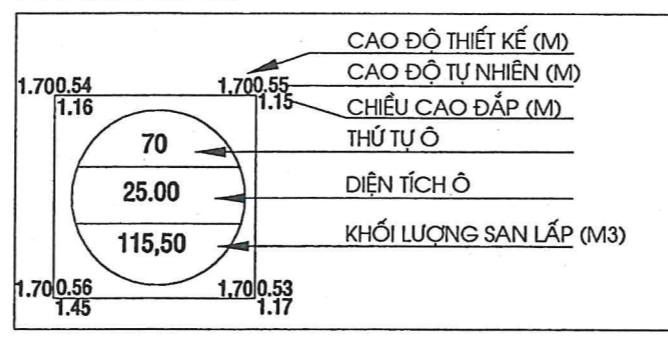 CAO ĐỘ THIẾT KẾ (M)
1.70 0.54 1.70 0.55 CAO ĐỘ TỰ NHIÊN (M)
1.16 1.15 CHIỀU CAO ĐẮP (M)
70 THỨ TỰ Ô
25.00 DIỆN TÍCH Ô
115,50 KHỐI LƯỢNG SAN LẤP (M3)
1.70 0.56 1,70 0.53
1.45 1.17